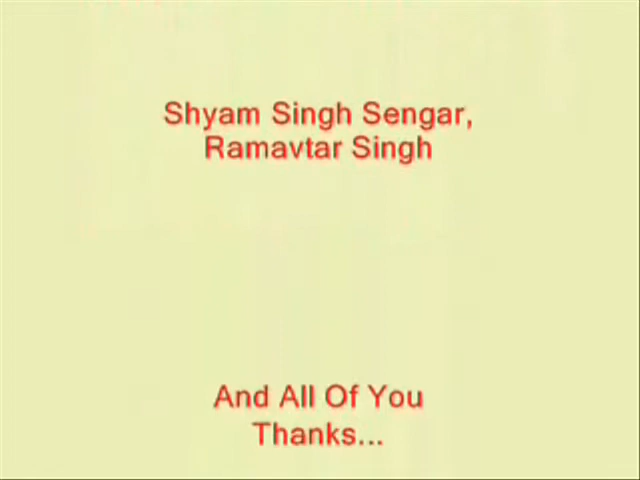 Shyam Singh Sengar,
Ramavtar Singh
And All Of You
Thanks...